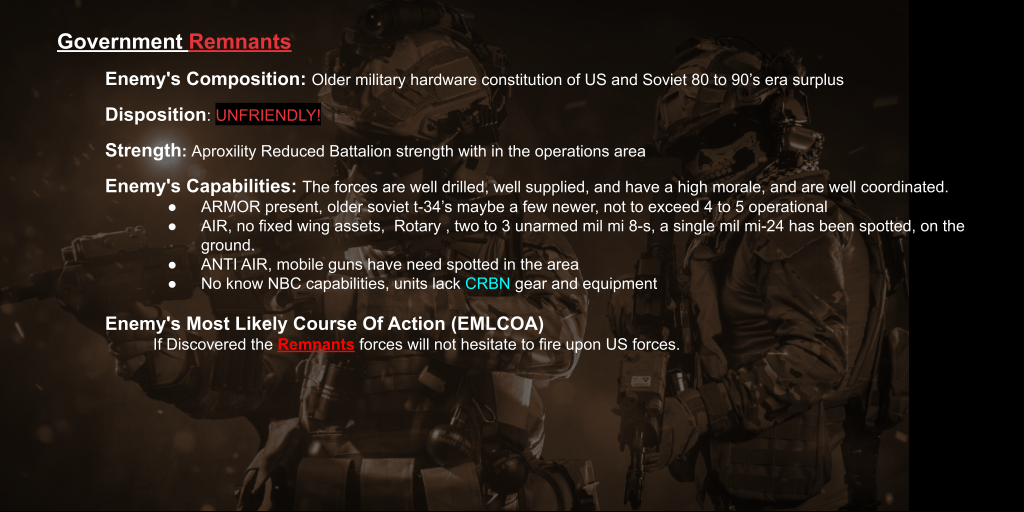 Government Remnants
Enemy's Composition: Older military hardware constitution of US and Soviet 80 to 90's era surplus
Disposition: UNFRIENDLY!
Strength: Aproxility Reduced Battalion strength with in the operations area
Enemy's Capabilities: The forces are well drilled, well supplied, and have a high morale, and are well coordinated.
● ARMOR present, older soviet t-34's maybe a few newer, not to exceed 4 to 5 operational
● AIR, no fixed wing assets, Rotary , two to 3 unarmed mil mi 8-s, a single mil mi-24 has been spotted, on the
ground.
● ANTI AIR, mobile guns have need spotted in the area
● No know NBC capabilities, units lack CRBN gear and equipment
Enemy's Most Likely Course Of Action (EMLCOA)
If Discovered the Remnants forces will not hesitate to fire upon US forces.